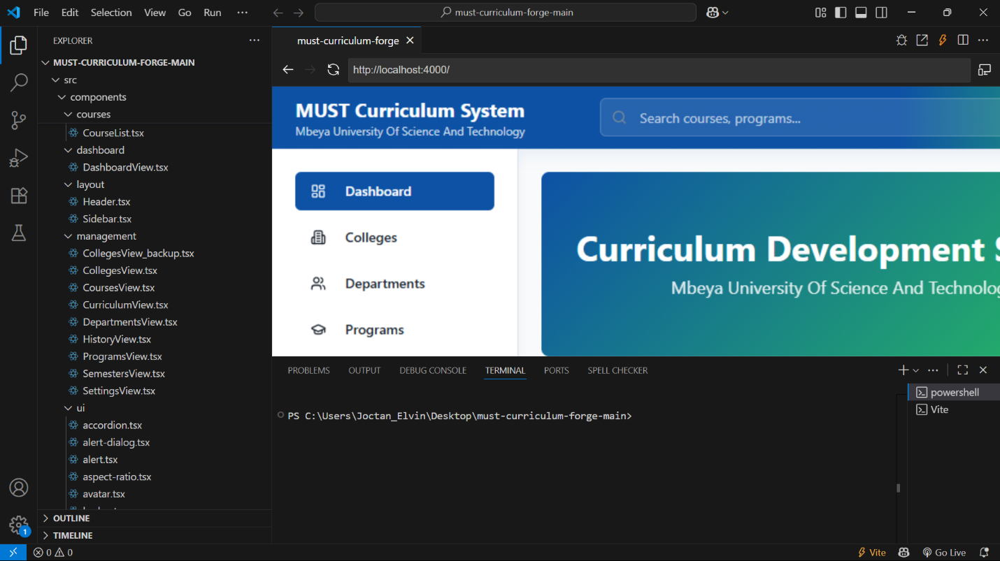 File Edit Selection View Go Run ···
must-curriculum-forge-main
EXPLORER
MUST-CURRICULUM-FORGE-MAIN
src
components
courses
CourseList.tsx
dashboard
DashboardView.tsx
layout
Header.tsx
Sidebar.tsx
management
CollegesView_backup.tsx
CollegesView.tsx
CoursesView.tsx
CurriculumView.tsx
DepartmentsView.tsx
HistoryView.tsx
ProgramsView.tsx
SemestersView.tsx
SettingsView.tsx
ui
accordion.tsx
alert-dialog.tsx
alert.tsx
aspect-ratio.tsx
avatar.tsx
OUTLINE
TIMELINE
1
must-curriculum-forge
http://localhost:4000/
MUST Curriculum System
Mbeya University Of Science And Technology
Search courses, programs...
Dashboard
Colleges
Departments
Programs
Curriculum Development
Mbeya University Of Science And
PROBLEMS OUTPUT DEBUG CONSOLE TERMINAL PORTS SPELL CHECKER
PS C:\Users\Joctan_Elvin\Desktop\must-curriculum-forge-main>
powershell
Vite
0 0 Vite Go Live